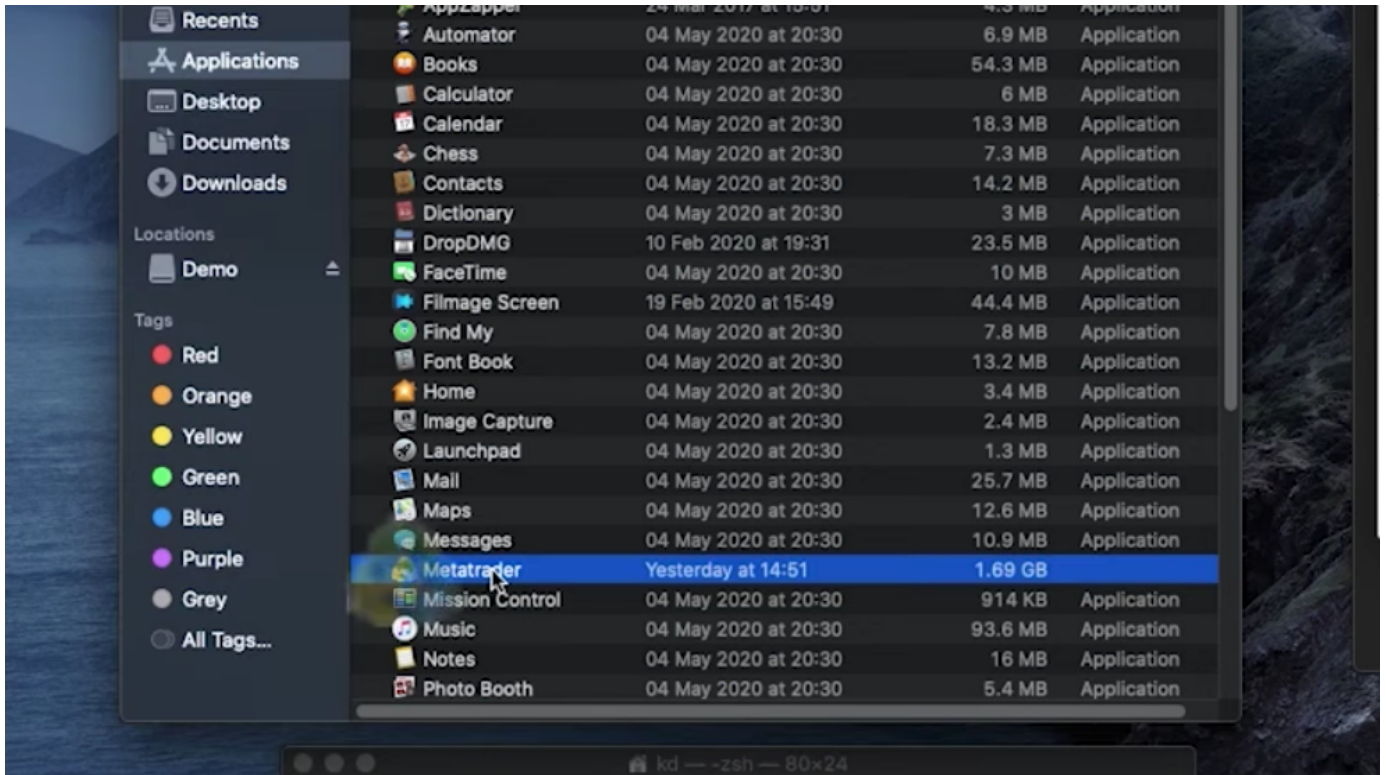 Recents
Applications
Desktop
Documents
Downloads
Locations
Demo
Tags
Red
Orange
Yellow
Green
Blue
Purple
Grey
All Tags...
AppZapper 24 Mar 2017 at 15:51 4.3 MB Application
Automator 04 May 2020 at 20:30 6.9 MB Application
Books 04 May 2020 at 20:30 54.3 MB Application
Calculator 04 May 2020 at 20:30 6 MB Application
Calendar 04 May 2020 at 20:30 18.3 MB Application
Chess 04 May 2020 at 20:30 7.3 MB Application
Contacts 04 May 2020 at 20:30 14.2 MB Application
Dictionary 04 May 2020 at 20:30 3 MB Application
DropDMG 10 Feb 2020 at 19:31 23.5 MB Application
FaceTime 04 May 2020 at 20:30 10 MB Application
Filmage Screen 19 Feb 2020 at 15:49 44.4 MB Application
Find My 04 May 2020 at 20:30 7.8 MB Application
Font Book 04 May 2020 at 20:30 13.2 MB Application
Home 04 May 2020 at 20:30 3.4 MB Application
Image Capture 04 May 2020 at 20:30 2.4 MB Application
Launchpad 04 May 2020 at 20:30 1.3 MB Application
Mail 04 May 2020 at 20:30 25.7 MB Application
Maps 04 May 2020 at 20:30 12.6 MB Application
Messages 04 May 2020 at 20:30 10.9 MB Application
Metatrader Yesterday at 14:51 1.69 GB
Mission Control 04 May 2020 at 20:30 914 KB Application
Music 04 May 2020 at 20:30 93.6 MB Application
Notes 04 May 2020 at 20:30 16 MB Application
Photo Booth 04 May 2020 at 20:30 5.4 MB Application
kd — -zsh — 80×24